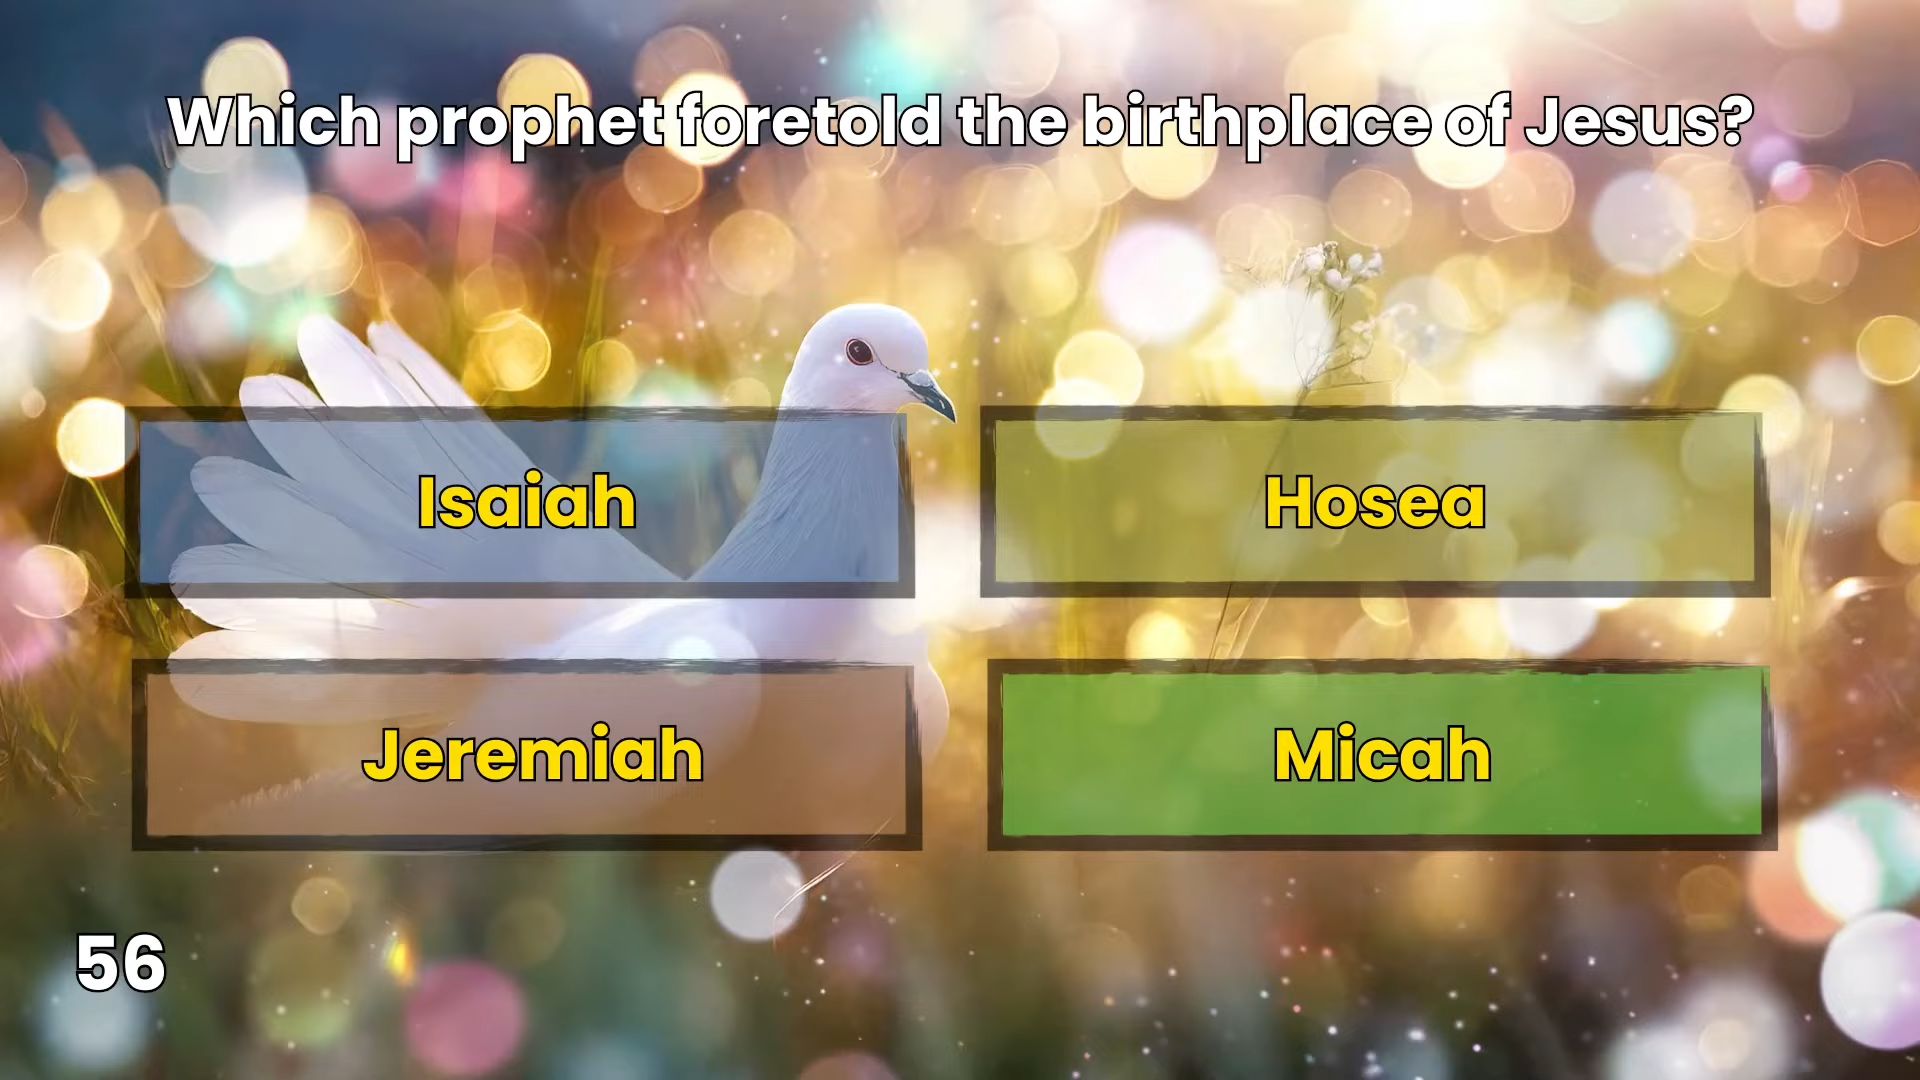 Which prophet foretold the birthplace of Jesus?
Isaiah
Hosea
Jeremiah
Micah
56